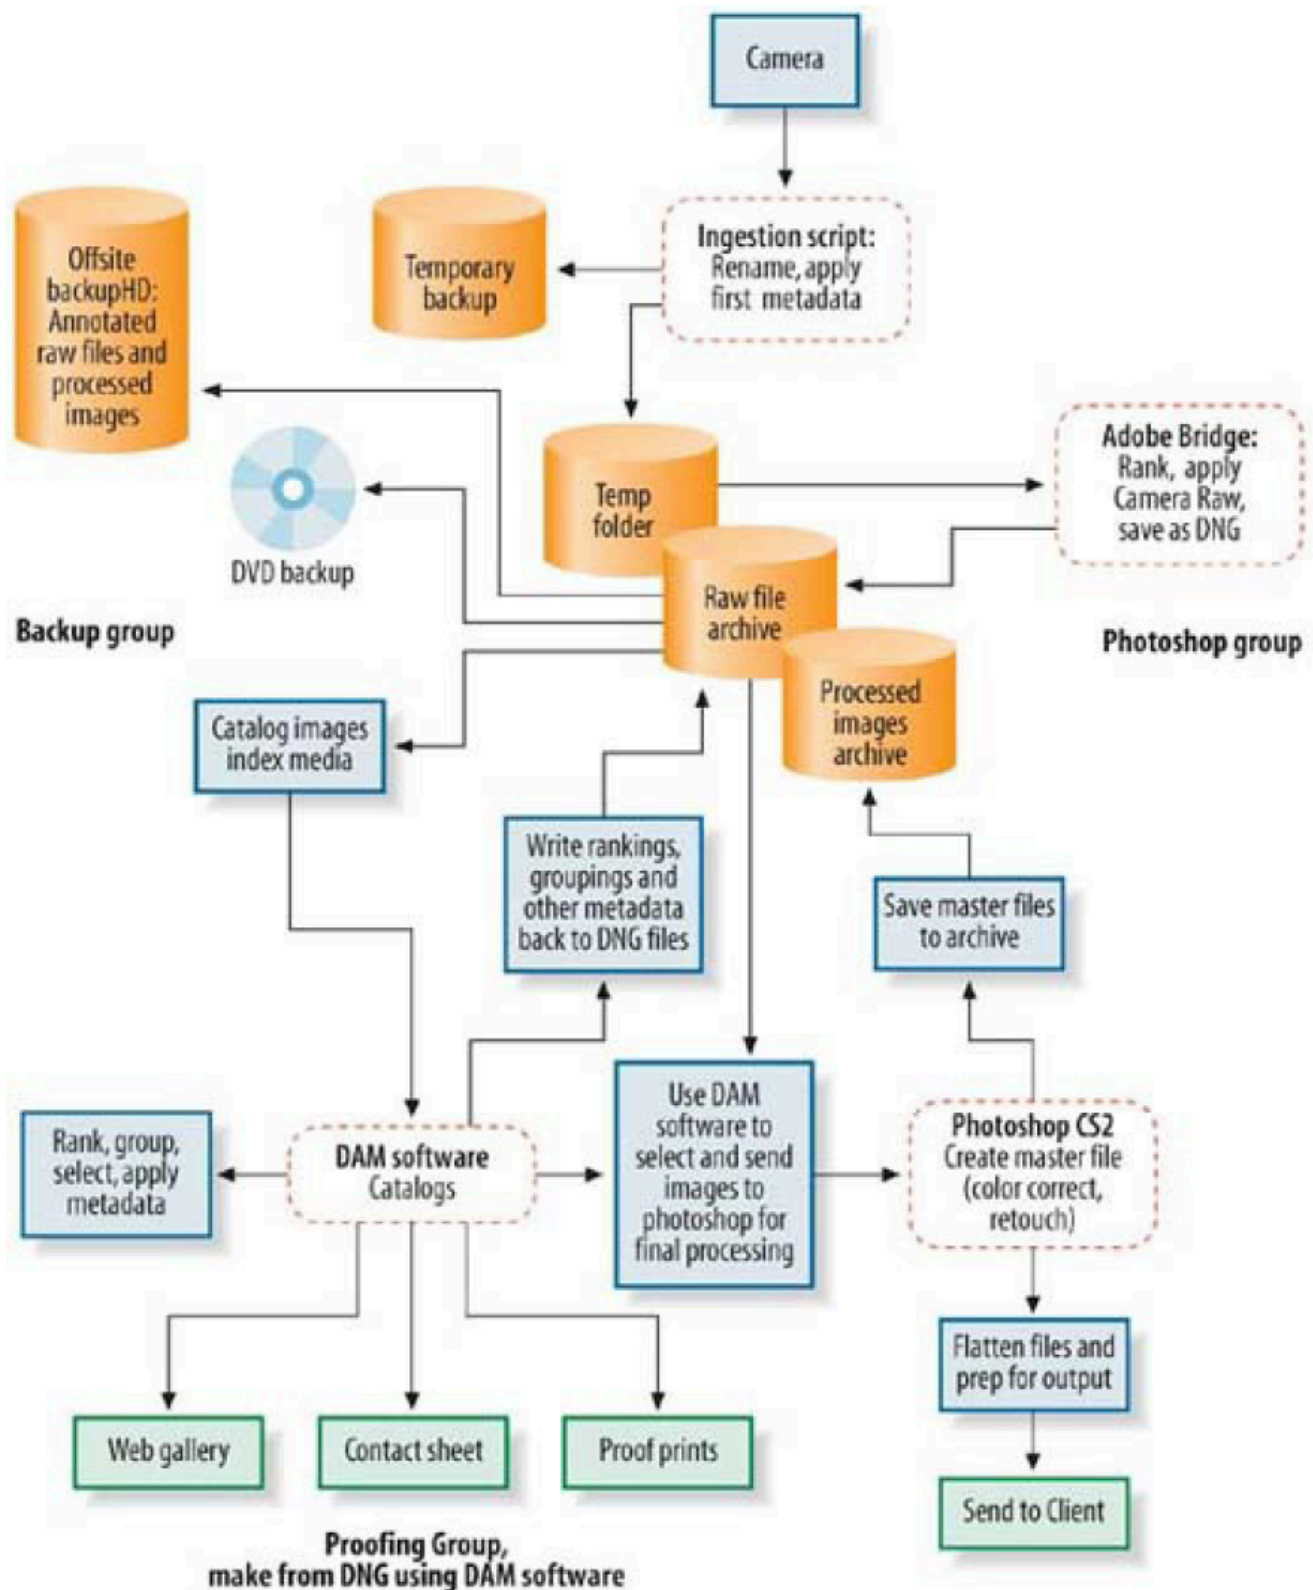 Camera
Ingestion script:
Rename, apply
first metadata
Temporary
backup
Offsite
backupHD:
Annotated
raw files and
processed
images
Temp
folder
Adobe Bridge:
Rank, apply
Camera Raw,
save as DNG
DVD backup
Raw file
archive
Backup group
Photoshop group
Processed
images
archive
Catalog images
index media
Write rankings,
groupings and
other metadata
back to DNG files
Save master files
to archive
Rank, group,
select, apply
metadata
DAM software
Catalogs
Use DAM
software to
select and send
images to
photoshop for
final processing
Photoshop CS2
Create master file
(color correct,
retouch)
Flatten files and
prep for output
Web gallery
Contact sheet
Proof prints
Send to Client
Proofing Group,
make from DNG using DAM software